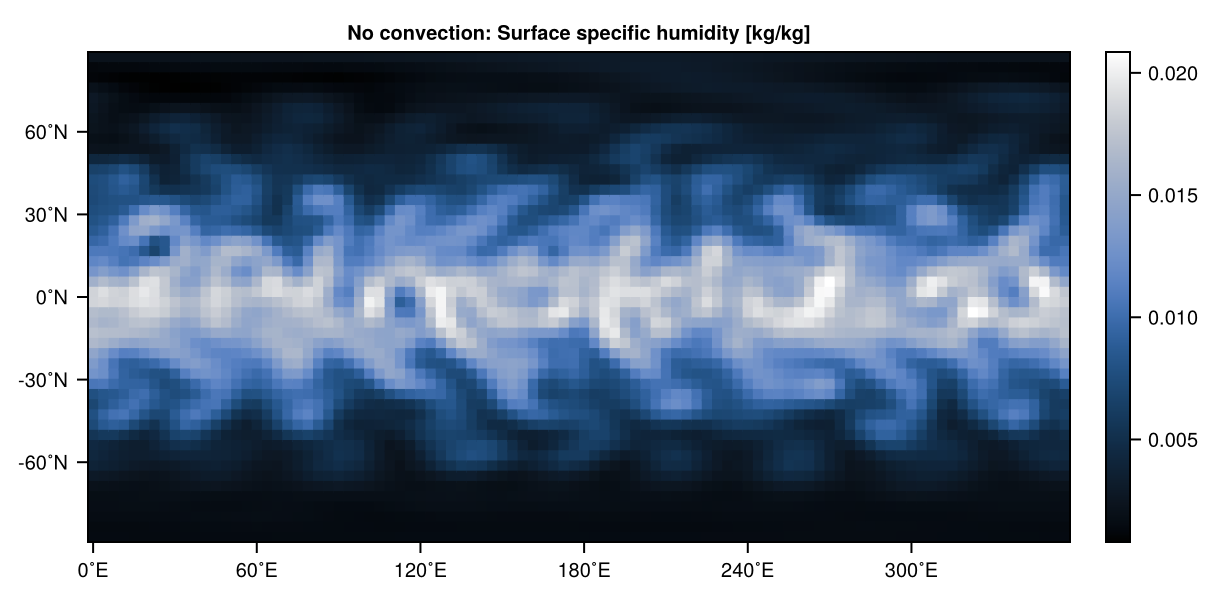 No convection: Surface specific humidity [kg/kg]
60˚N
30˚N
0˚N
-30˚N
-60˚N
0˚E
60˚E
120˚E
180˚E
240˚E
300˚E
0.020
0.015
0.010
0.005